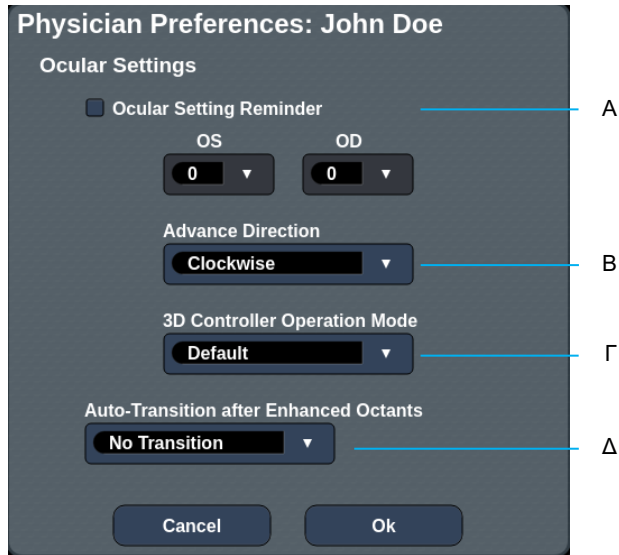 Physician Preferences: John Doe
Ocular Settings
Ocular Setting Reminder
Α
OS OD
0 ▼ 0 ▼
Advance Direction
Clockwise ▼
Β
3D Controller Operation Mode
Default ▼
Γ
Auto-Transition after Enhanced Octants
No Transition ▼
Δ
Cancel Ok